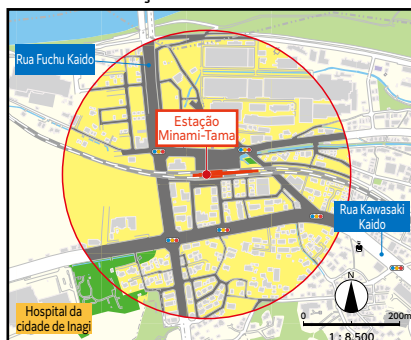 Rua Fuchu Kaido
Estação
Minami-Tama
Rua Kawasaki
Kaido
Hospital da
cidade de Inagi
N
0 200m
1:8,500